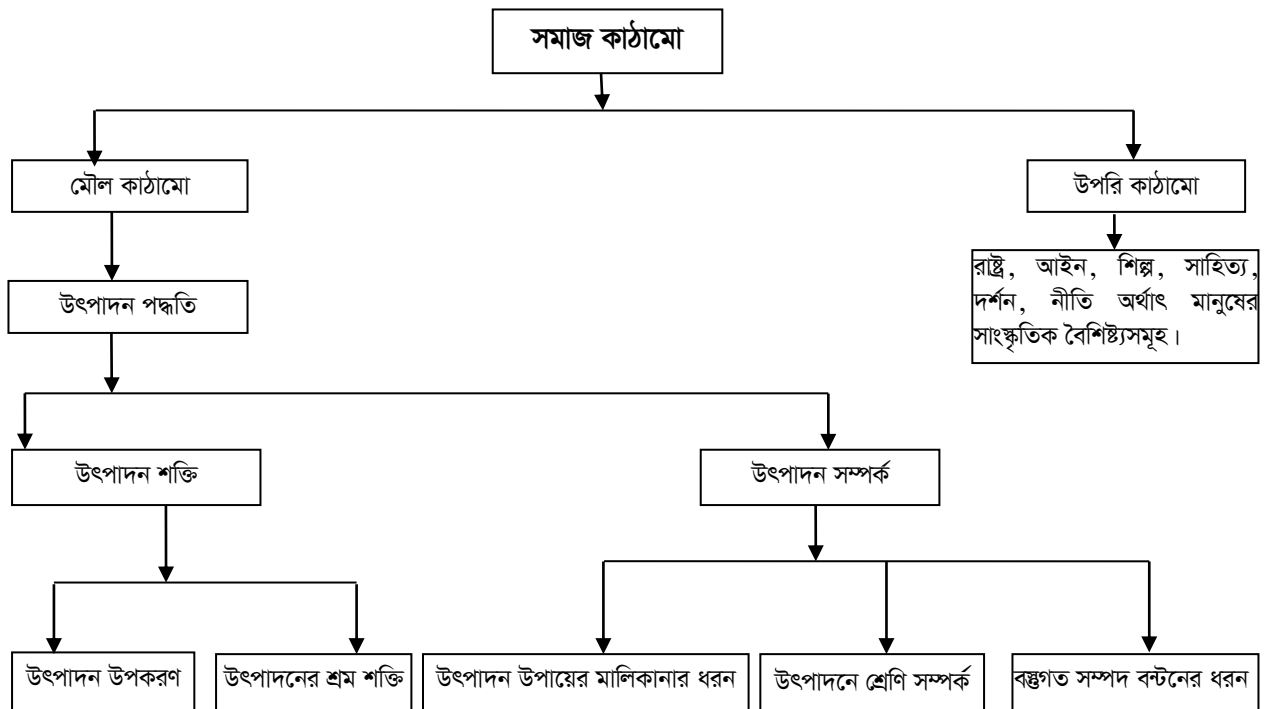 সমাজ কাঠামো
মৌল কাঠামো
উপরি কাঠামো
রাষ্ট্র, আইন, শিল্প, সাহিত্য,
দর্শন, নীতি অর্থাৎ মানুষের
সাংস্কৃতিক বৈশিষ্ট্যসমূহ।
উৎপাদন পদ্ধতি
উৎপাদন শক্তি
উৎপাদন সম্পর্ক
উৎপাদন উপকরণ
উৎপাদনের শ্রম শক্তি
উৎপাদন উপায়ের মালিকানার ধরন
উৎপাদনে শ্রেণি সম্পর্ক
বস্তুগত সম্পদ বন্টনের ধরন